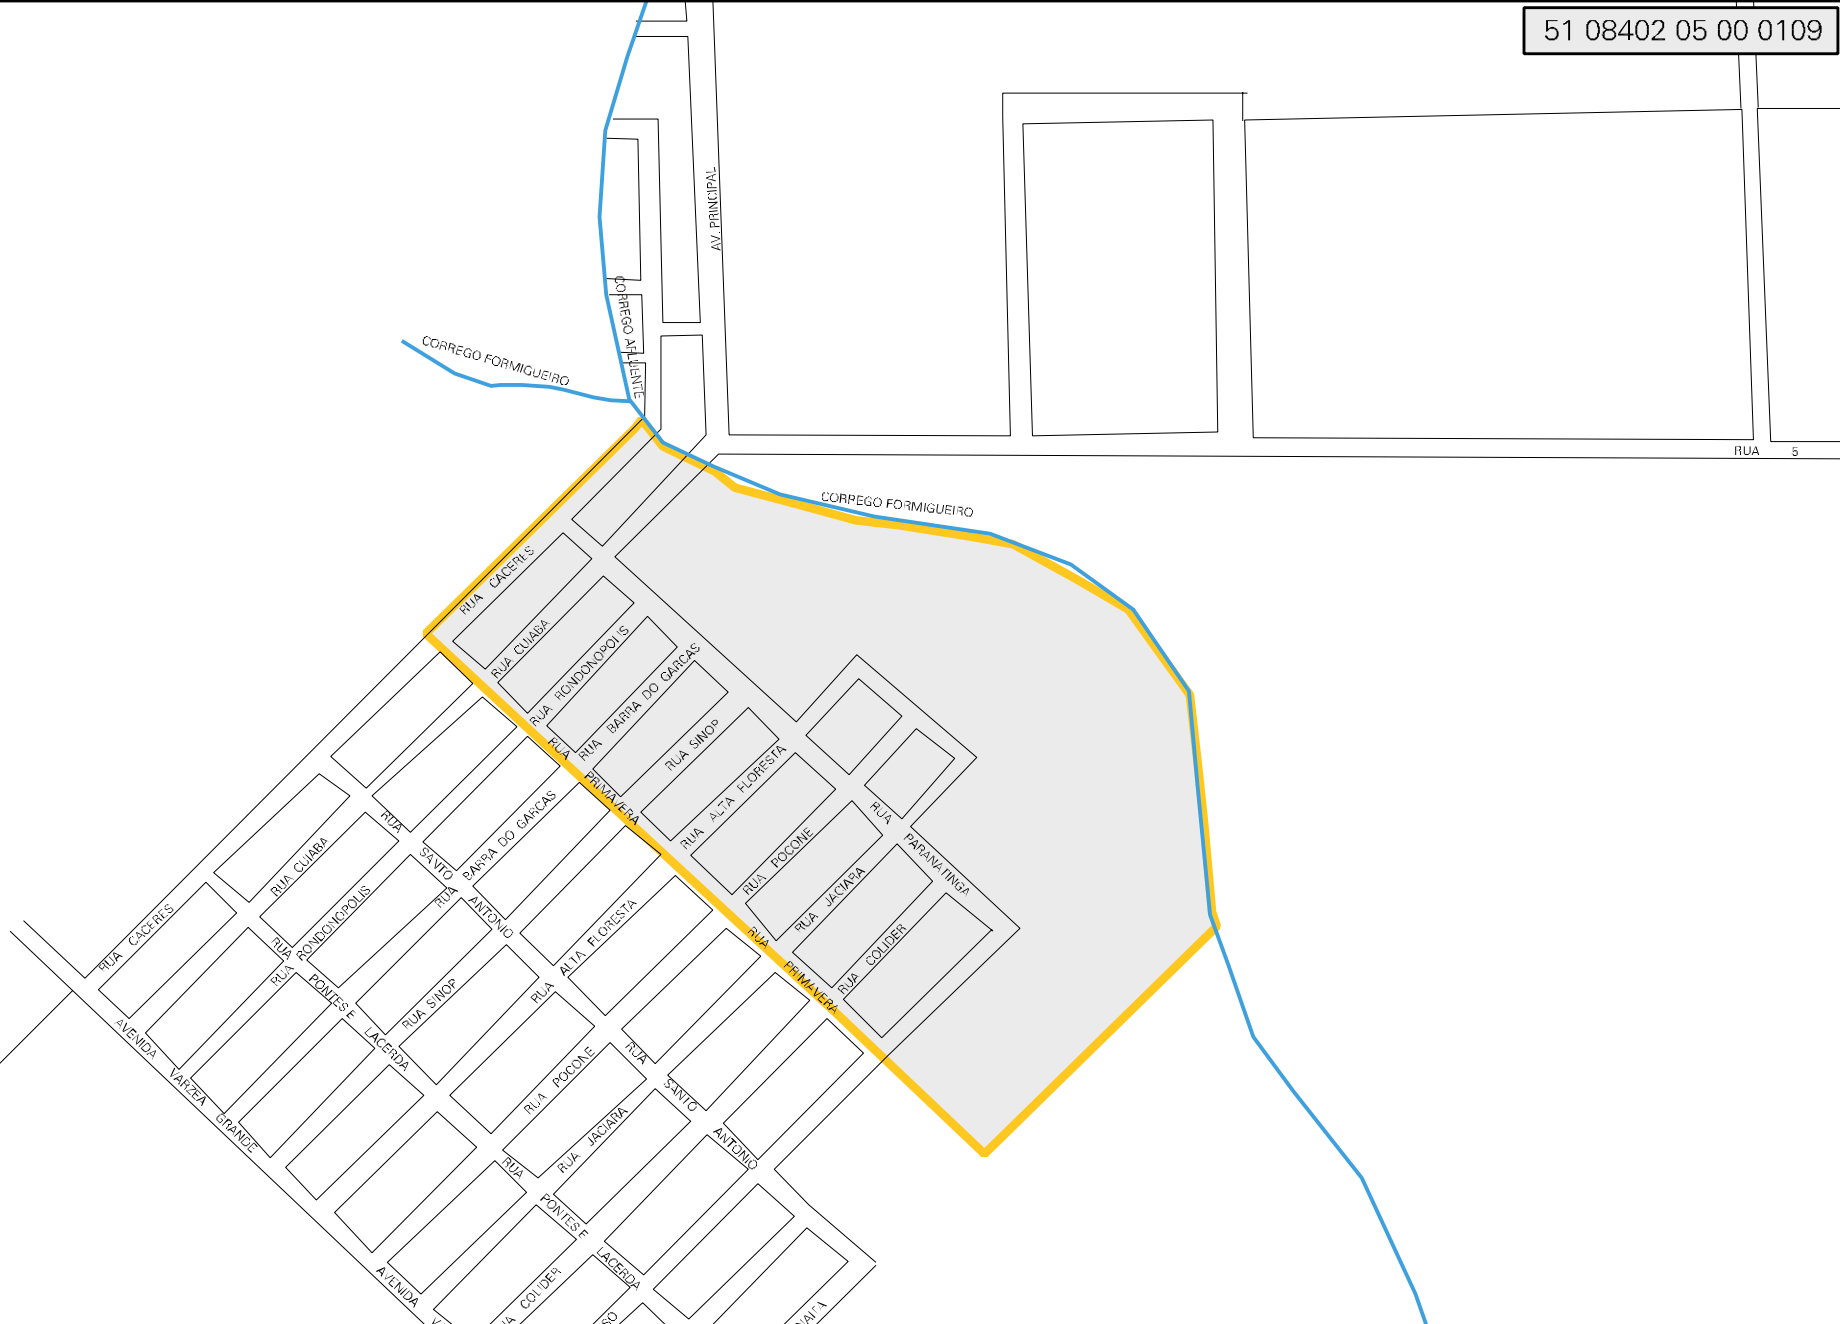 51 08402 05 00 0109
AV. PRINCIPAL
CORREGO AFLUENTE
CORREGO FORMIGUEIRO
RUA 5
CORREGO FORMIGUEIRO
RUA CACERES
RUA CUIABA
RUA RONDONOPOLIS
RUA BARRA DO GARCAS
RUA SINOP
RUA ALTA FLORESTA
RUA POCONE
RUA JACIARA
RUA COLIDER
RUA PARANATINGA
RUA PRIMAVERA
RUA PRIMAVERA
RUA SANTO ANTONIO
RUA BARRA DO GARCAS
RUA CUIABA
RUA RONDONOPOLIS
RUA CACERES
RUA SINOP
RUA ALTA FLORESTA
RUA PONTES E LACERDA
RUA POCONE
RUA JACIARA
RUA SANTO ANTONIO
AVENIDA VARZEA GRANDE
RUA PONTES E LACERDA
AVENIDA
COLIDER